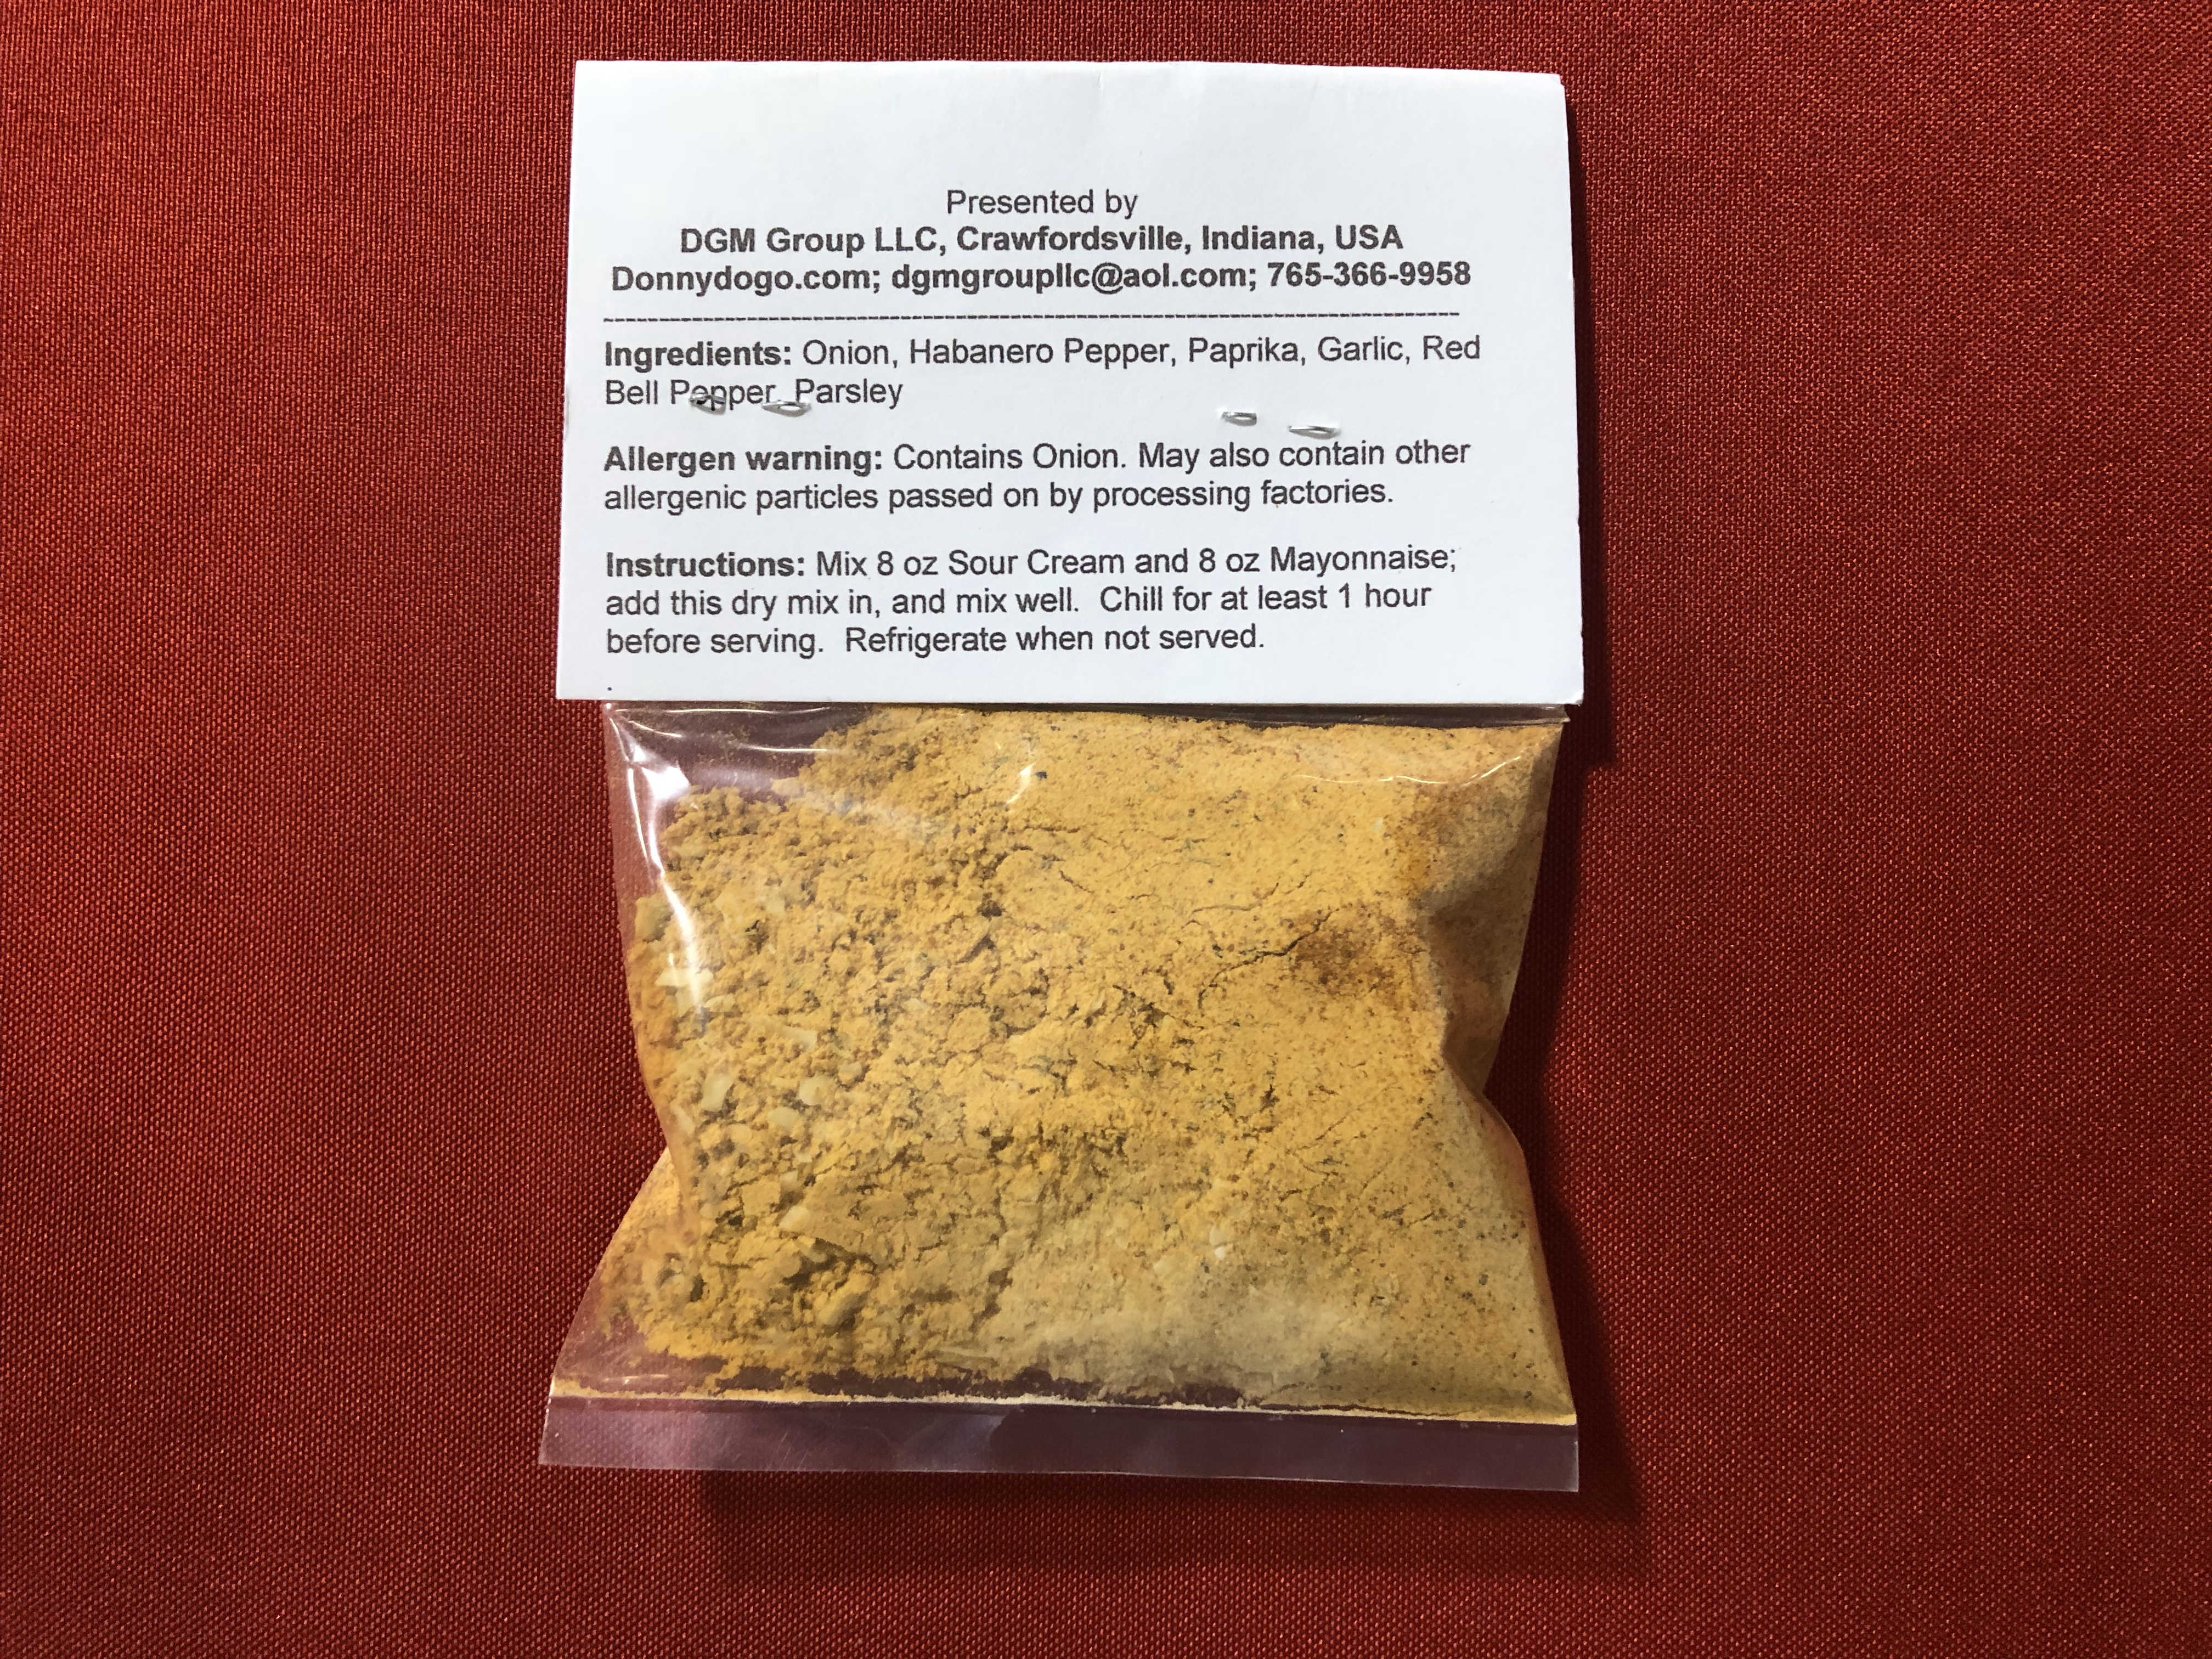 Presented by
DGM Group LLC, Crawfordsville, Indiana, USA
Donnydogo.com; dgmgroupllc@aol.com; 765-366-9958
Ingredients: Onion, Habanero Pepper, Paprika, Garlic, Red
Bell Pepper, Parsley
Allergen warning: Contains Onion. May also contain other
allergenic particles passed on by processing factories.
Instructions: Mix 8 oz Sour Cream and 8 oz Mayonnaise;
add this dry mix in, and mix well. Chill for at least 1 hour
before serving. Refrigerate when not served.